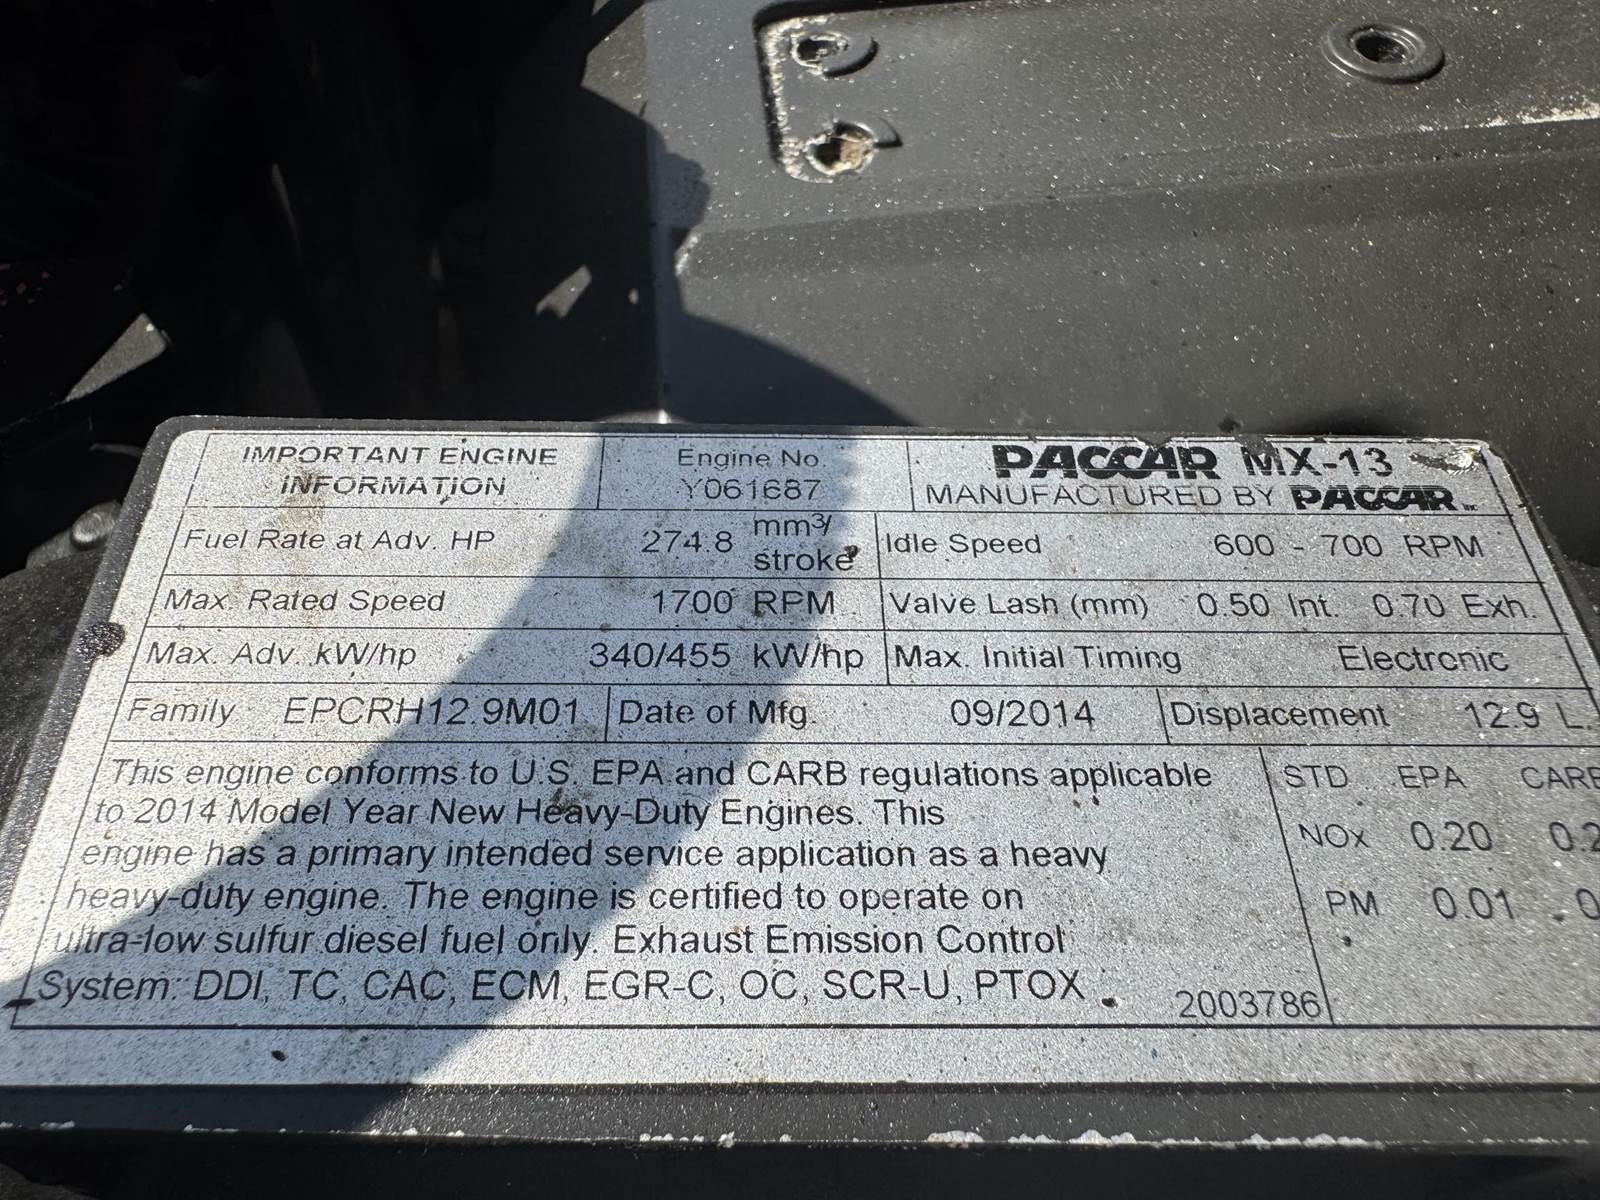 IMPORTANT ENGINE INFORMATION
Engine No. Y061687
PACCAR MX-13
MANUFACTURED BY PACCAR INC
Fuel Rate at Adv. HP 274.8 mm³/stroke
Idle Speed 600 - 700 RPM
Max. Rated Speed 1700 RPM
Valve Lash (mm) 0.50 Int. 0.70 Exh.
Max. Adv. kW/hp 340/455 kW/hp
Max. Initial Timing Electronic
Family EPCRH12.9M01
Date of Mfg. 09/2014
Displacement 12.9 L.
This engine conforms to U.S. EPA and CARB regulations applicable
to 2014 Model Year New Heavy-Duty Engines. This
engine has a primary intended service application as a heavy
heavy-duty engine. The engine is certified to operate on
ultra-low sulfur diesel fuel only. Exhaust Emission Control
System: DDI, TC, CAC, ECM, EGR-C, OC, SCR-U, PTOX
2003786
STD EPA CARB
NOx 0.20
PM 0.01